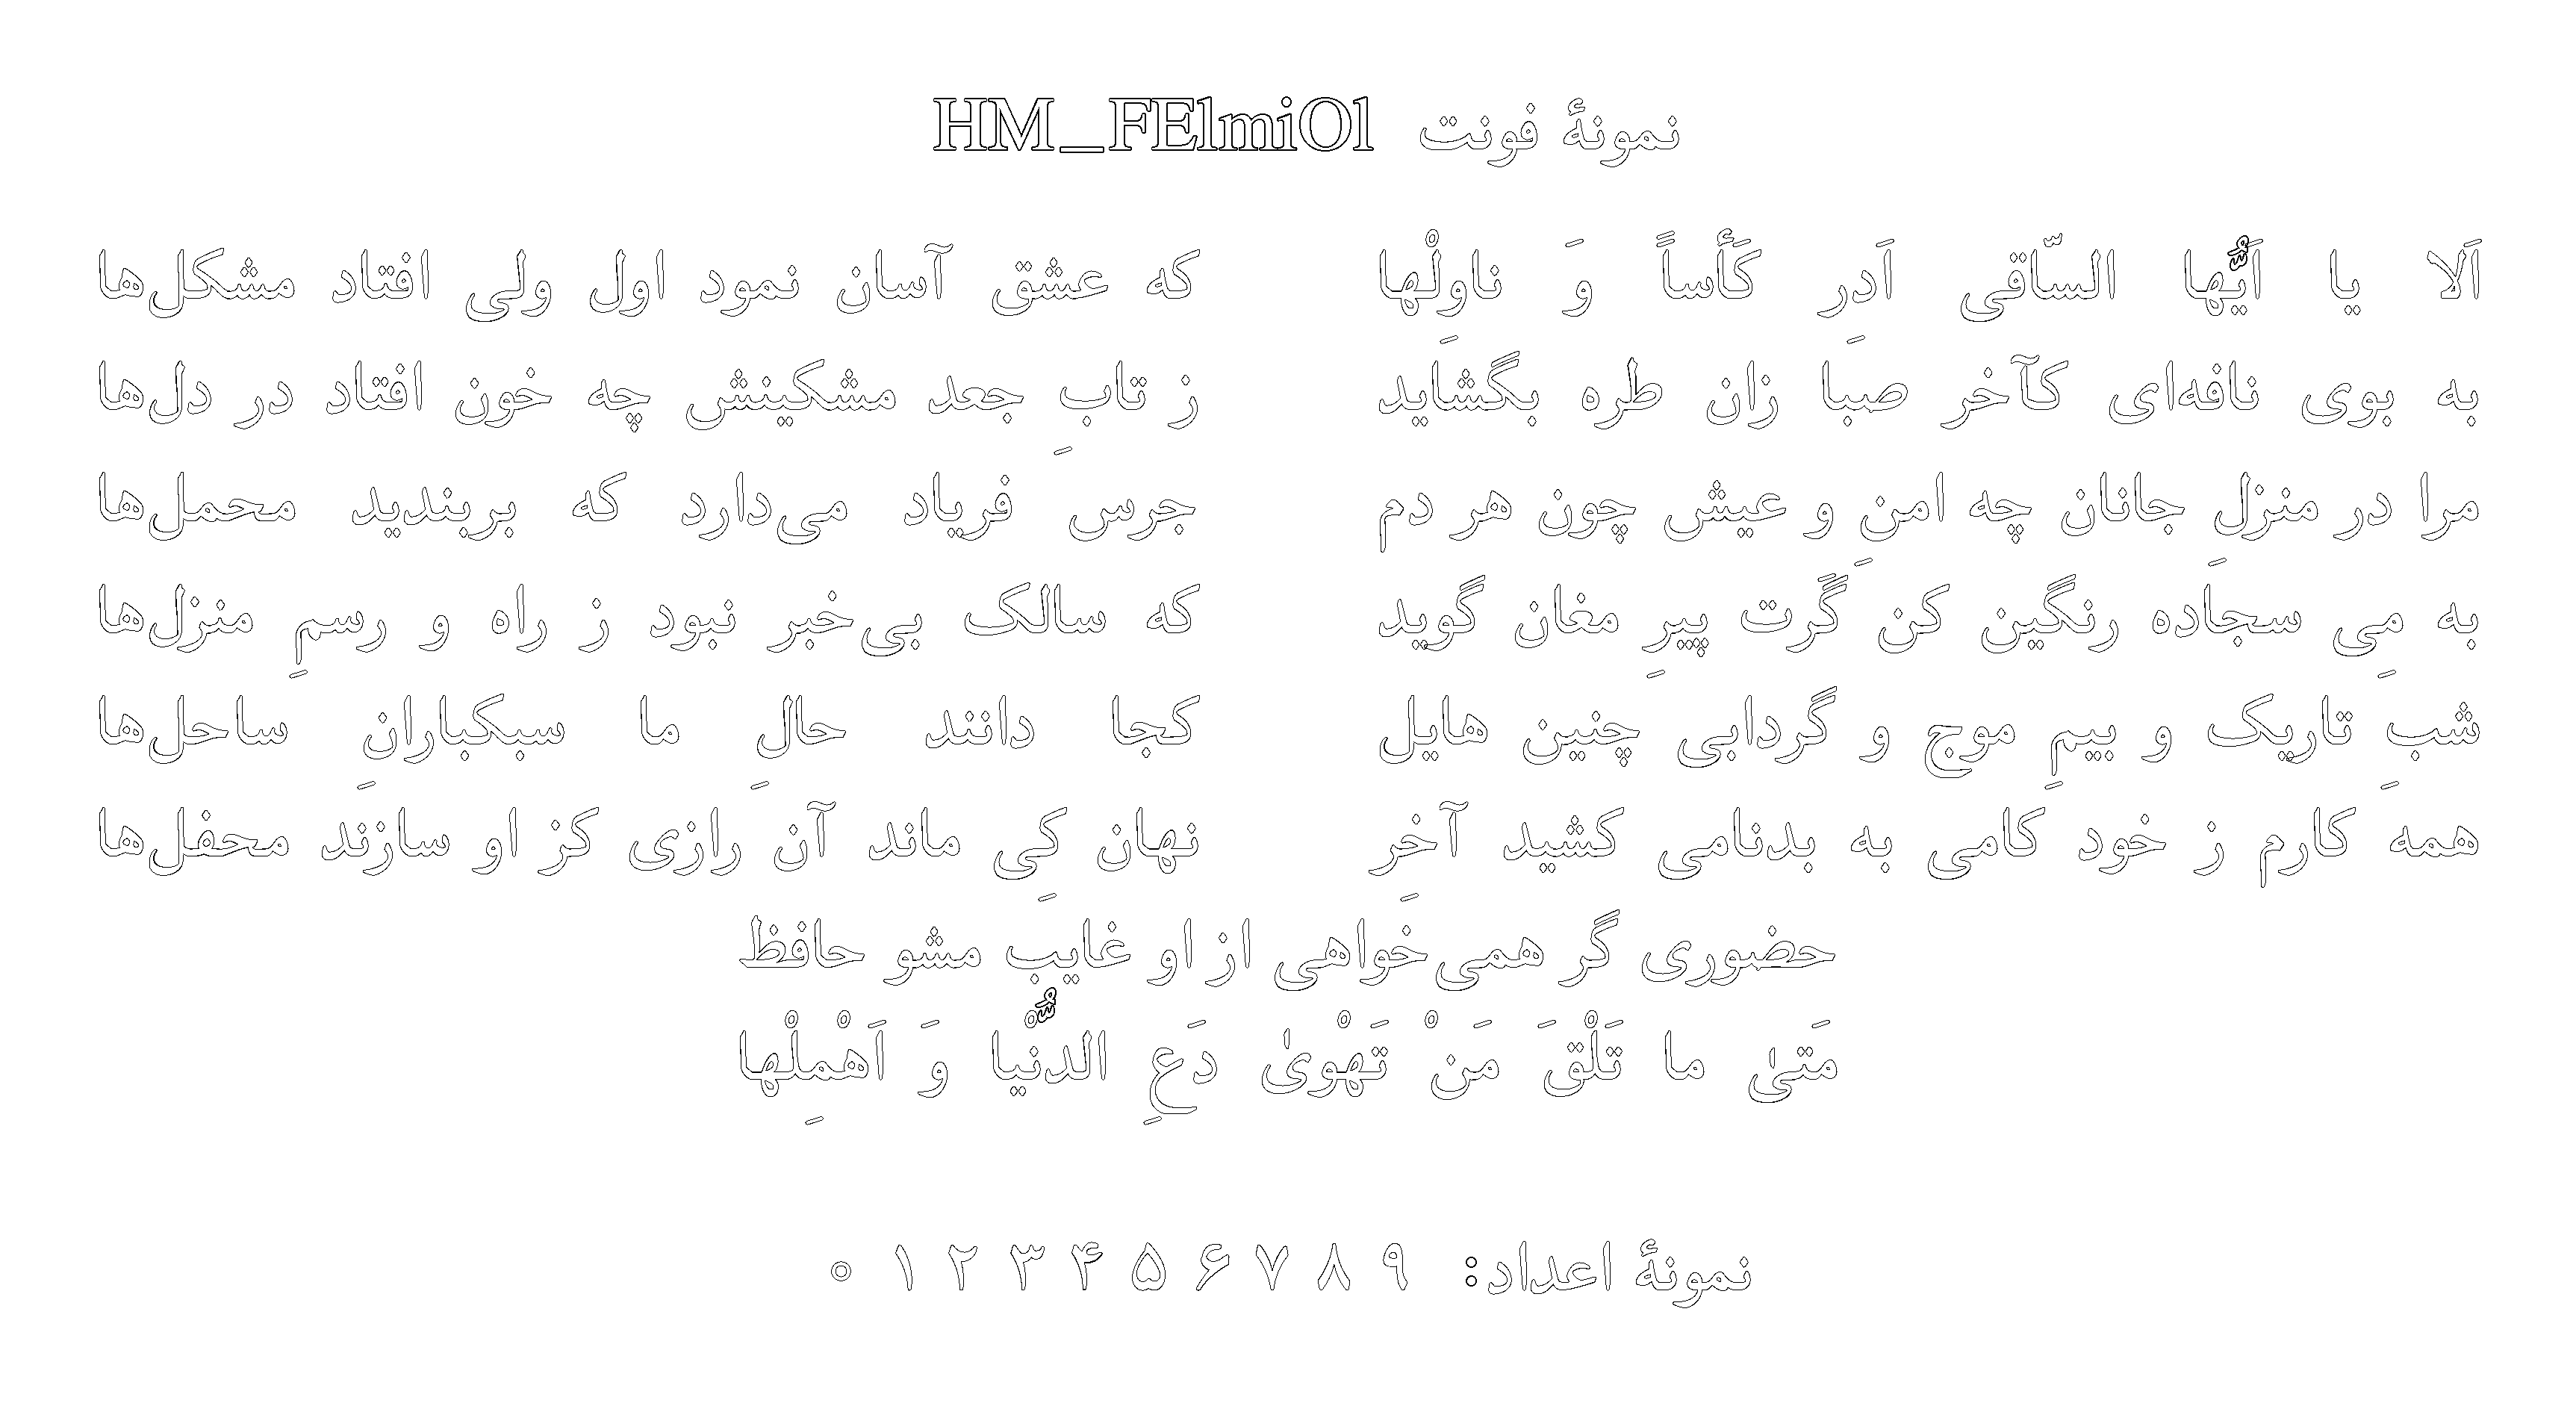 نمونهٔ فونت HM_FElmiOl
اَلا یا اَیُّها السّاقی اَدِر کَأساً وَ ناوِلْها که عشق آسان نمود اول ولی افتاد مشکل‌ها
به بوی نافه‌ای کآخر صبا زان طره بگشاید ز تابِ جعد مشکینش چه خون افتاد در دل‌ها
مرا در منزلِ جانان چه امنِ و عیش چون هر دم جرس فریاد می‌دارد که بربندید محمل‌ها
به مِی سجاده رنگین کن گَرت پیرِ مغان گوید که سالک بی‌خبر نبود ز راه و رسمِ منزل‌ها
شبِ تاریک و بیمِ موج و گردابی چنین هایل کجا دانند حالِ ما سبکبارانِ ساحل‌ها
همه کارم ز خود کامی به بدنامی کشید آخِر نهان کِی ماند آن رازی کز او سازند محفل‌ها
حضوری گر همی‌خواهی از او غایب مشو حافظ
مَتیٰ ما تَلْقَ مَنْ تَهْویٰ دَعِ الدُّنْیا وَ اَهْمِلْها
نمونهٔ اعداد: ۹ ۸ ۷ ۶ ۵ ۴ ۳ ۲ ۱ ۰